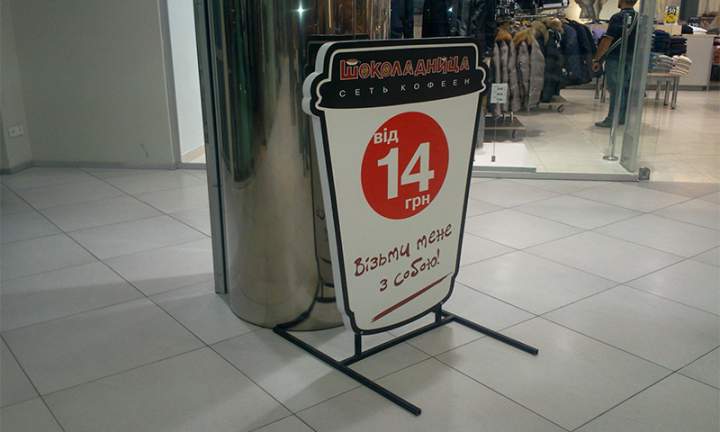 Шоколадница
СЕТЬ КОФЕЕН
від
14
грн
Візьми мене
з собою!